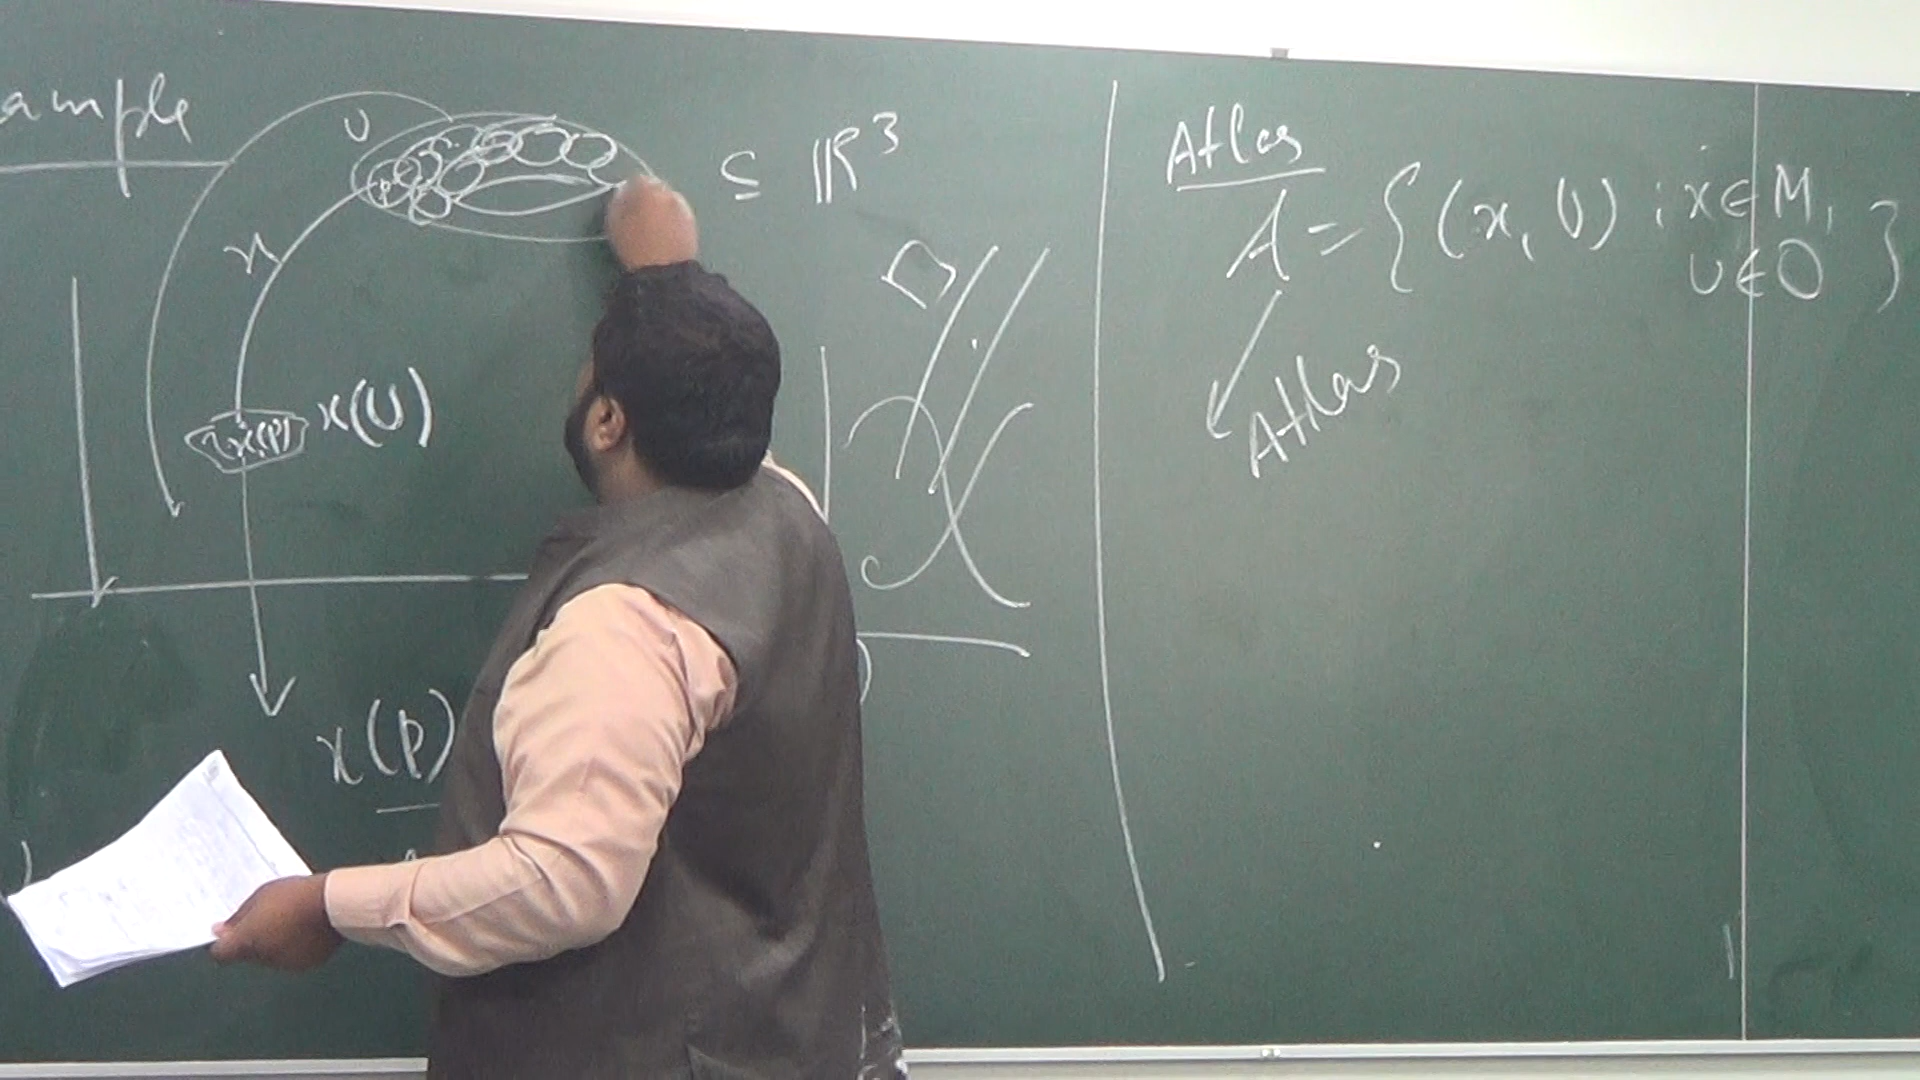 ample
U
p
x
⊆ ℝ³
x(p)
x(U)
x(p)
Atlas
A = { (x, U) : x ∈ M,
U ∈ O }
Atlas